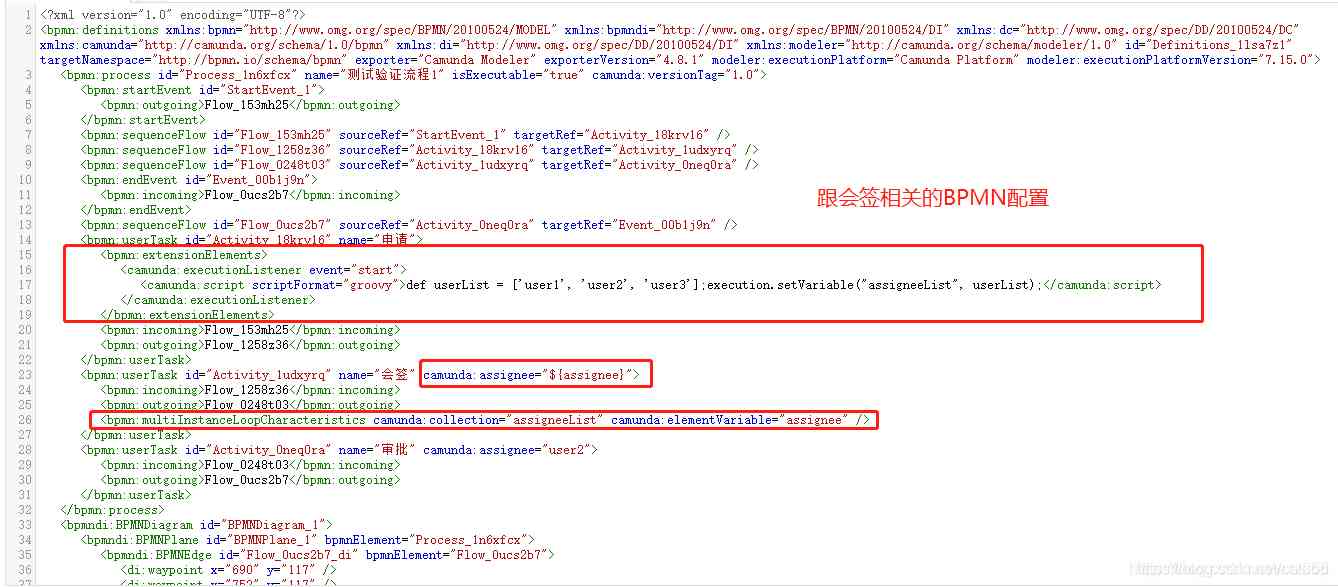 1 <?xml version="1.0" encoding="UTF-8"?>
2 <bpmn:definitions xmlns:bpmn="http://www.omg.org/spec/BPMN/20100524/MODEL" xmlns:bpmndi="http://www.omg.org/spec/BPMN/20100524/DI" xmlns:dc="http://www.omg.org/spec/DD/20100524/DC"
xmlns:camunda="http://camunda.org/schema/1.0/bpmn" xmlns:di="http://www.omg.org/spec/DD/20100524/DI" xmlns:modeler="http://camunda.org/schema/modeler/1.0" id="Definitions_1lsa7z1"
targetNamespace="http://bpmn.io/schema/bpmn" exporter="Camunda Modeler" exporterVersion="4.8.1" modeler:executionPlatform="Camunda Platform" modeler:executionPlatformVersion="7.15.0">
3 <bpmn:process id="Process_1n6xfcx" name="测试验证流程1" isExecutable="true" camunda:versionTag="1.0">
4 <bpmn:startEvent id="StartEvent_1">
5 <bpmn:outgoing>Flow_153mh25</bpmn:outgoing>
6 </bpmn:startEvent>
7 <bpmn:sequenceFlow id="Flow_153mh25" sourceRef="StartEvent_1" targetRef="Activity_18krv16" />
8 <bpmn:sequenceFlow id="Flow_1258z36" sourceRef="Activity_18krv16" targetRef="Activity_1udxyrq" />
9 <bpmn:sequenceFlow id="Flow_0248t03" sourceRef="Activity_1udxyrq" targetRef="Activity_0neq0ra" />
10 <bpmn:endEvent id="Event_00b1j9n">
11 <bpmn:incoming>Flow_0ucs2b7</bpmn:incoming>
跟会签相关的BPMN配置
12 </bpmn:endEvent>
13 <bpmn:sequenceFlow id="Flow_0ucs2b7" sourceRef="Activity_0neq0ra" targetRef="Event_00b1j9n" />
14 <bpmn:userTask id="Activity_18krv16" name="申请">
15 <bpmn:extensionElements>
16 <camunda:executionListener event="start">
17 <camunda:script scriptFormat="groovy">def userList = ['user1', 'user2', 'user3'];execution.setVariable("assigneeList", userList);</camunda:script>
18 </camunda:executionListener>
19 </bpmn:extensionElements>
20 <bpmn:incoming>Flow_153mh25</bpmn:incoming>
21 <bpmn:outgoing>Flow_1258z36</bpmn:outgoing>
22 </bpmn:userTask>
23 <bpmn:userTask id="Activity_1udxyrq" name="会签" camunda:assignee="${assignee}">
24 <bpmn:incoming>Flow_1258z36</bpmn:incoming>
25 <bpmn:outgoing>Flow_0248t03</bpmn:outgoing>
26 <bpmn:multiInstanceLoopCharacteristics camunda:collection="assigneeList" camunda:elementVariable="assignee" />
27 </bpmn:userTask>
28 <bpmn:userTask id="Activity_0neq0ra" name="审批" camunda:assignee="user2">
29 <bpmn:incoming>Flow_0248t03</bpmn:incoming>
30 <bpmn:outgoing>Flow_0ucs2b7</bpmn:outgoing>
31 </bpmn:userTask>
32 </bpmn:process>
33 <bpmndi:BPMNDiagram id="BPMNDiagram_1">
34 <bpmndi:BPMNPlane id="BPMNPlane_1" bpmnElement="Process_1n6xfcx">
35 <bpmndi:BPMNEdge id="Flow_0ucs2b7_di" bpmnElement="Flow_0ucs2b7">
36 <di:waypoint x="690" y="117" />
37 <di:waypoint x="752" y="117" />